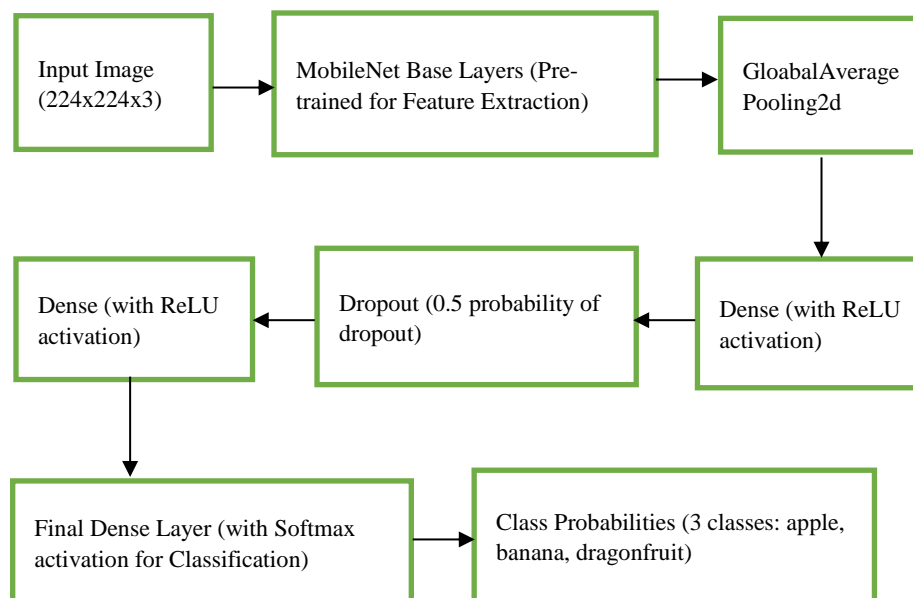 Input Image
(224x224x3)
MobileNet Base Layers (Pre-
trained for Feature Extraction)
GloabalAverage
Pooling2d
Dense (with ReLU
activation)
Dropout (0.5 probability of
dropout)
Dense (with ReLU
activation)
Final Dense Layer (with Softmax
activation for Classification)
Class Probabilities (3 classes: apple,
banana, dragonfruit)